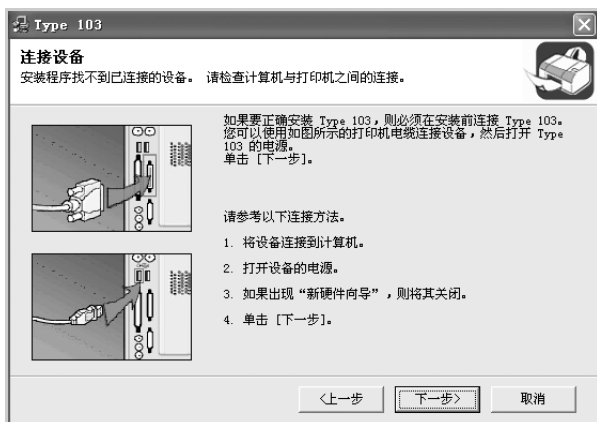 Type 103
连接设备
安装程序找不到已连接的设备。 请检查计算机与打印机之间的连接。
如果要正确安装 Type 103，则必须在安装前连接 Type 103。
您可以使用如图所示的打印机电缆连接设备，然后打开 Type
103 的电源。
单击 [下一步]。
请参考以下连接方法。
1. 将设备连接到计算机。
2. 打开设备的电源。
3. 如果出现“新硬件向导”，则将其关闭。
4. 单击 [下一步]。
<上一步
下一步>
取消